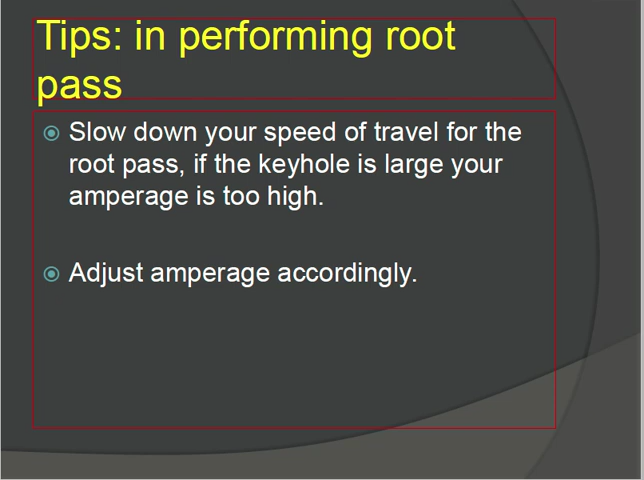 Tips: in performing root
pass
Slow down your speed of travel for the
root pass, if the keyhole is large your
amperage is too high.
Adjust amperage accordingly.